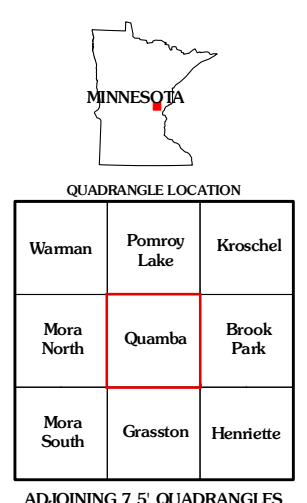 MINNESOTA
QUADRANGLE LOCATION
Warman
Pomroy
Lake
Kroschel
Mora
North
Quamba
Brook
Park
Mora
South
Grasston
Henriette
ADJOINING 7.5' QUADRANGLES